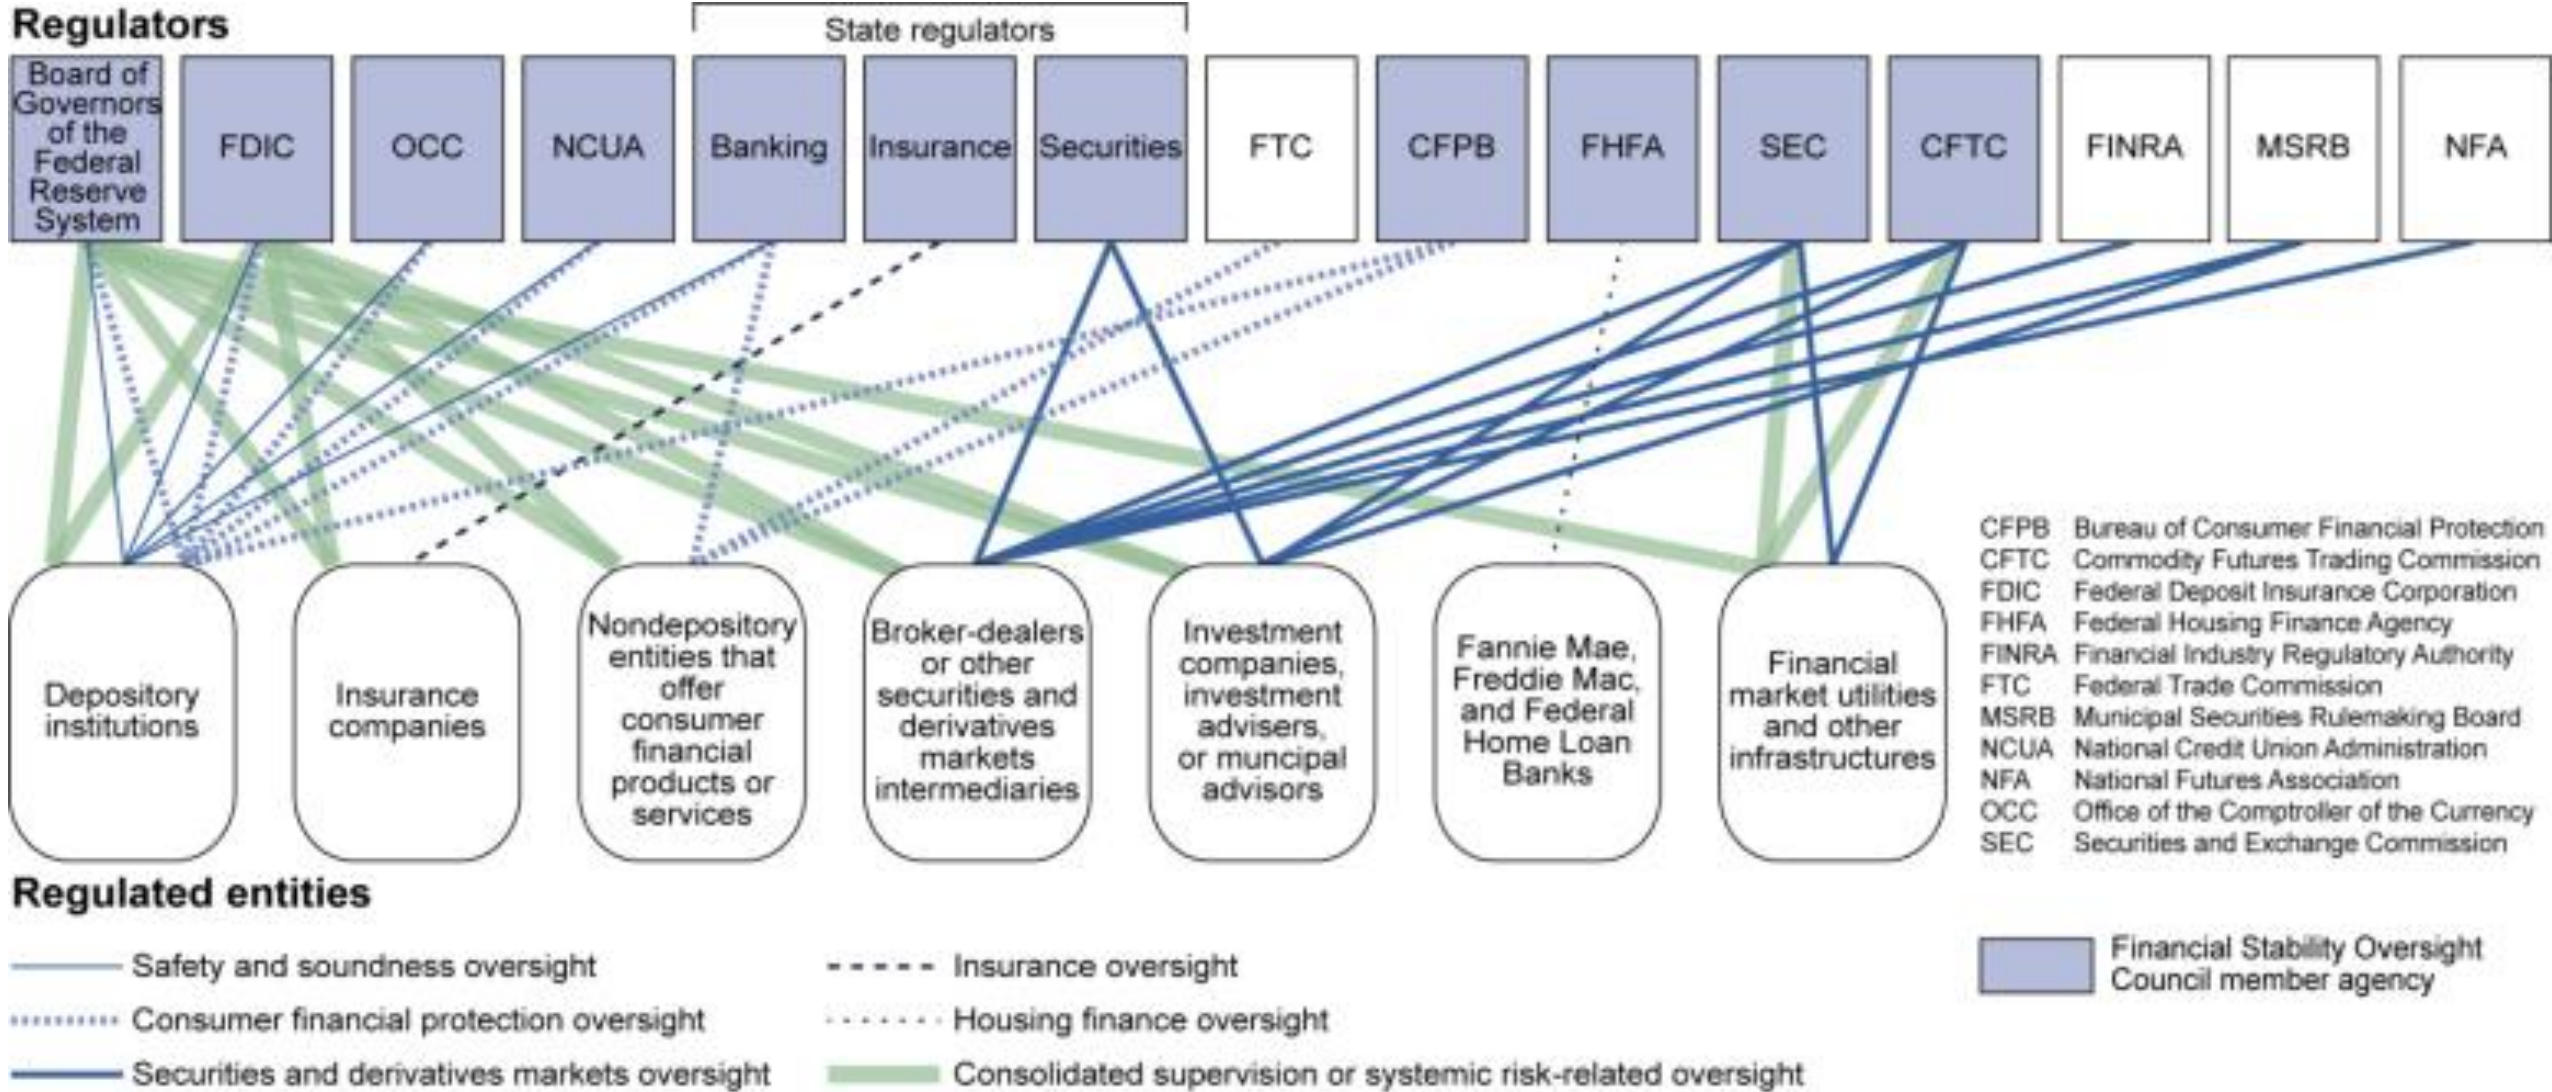 Regulators
State regulators
Board of
Governors
of the
Federal
Reserve
System
FDIC
OCC
NCUA
Banking
Insurance
Securities
FTC
CFPB
FHFA
SEC
CFTC
FINRA
MSRB
NFA
Depository
institutions
Insurance
companies
Nondepository
entities that
offer
consumer
financial
products or
services
Broker-dealers
or other
securities and
derivatives
markets
intermediaries
Investment
companies,
investment
advisers,
or muncipal
advisors
Fannie Mae,
Freddie Mac,
and Federal
Home Loan
Banks
Financial
market utilities
and other
infrastructures
CFPB Bureau of Consumer Financial Protection
CFTC Commodity Futures Trading Commission
FDIC Federal Deposit Insurance Corporation
FHFA Federal Housing Finance Agency
FINRA Financial Industry Regulatory Authority
FTC Federal Trade Commission
MSRB Municipal Securities Rulemaking Board
NCUA National Credit Union Administration
NFA National Futures Association
OCC Office of the Comptroller of the Currency
SEC Securities and Exchange Commission
Regulated entities
Safety and soundness oversight
Consumer financial protection oversight
Securities and derivatives markets oversight
Insurance oversight
Housing finance oversight
Consolidated supervision or systemic risk-related oversight
Financial Stability Oversight
Council member agency